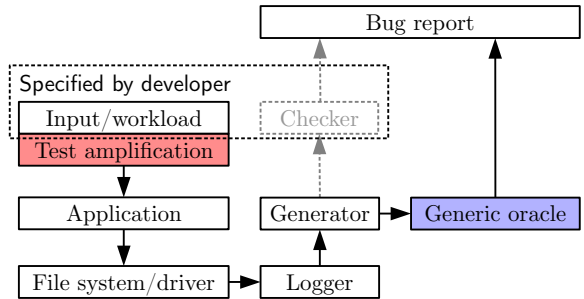 Bug report
Specified by developer
Input/workload
Checker
Test amplification
Application
Generator
Generic oracle
File system/driver
Logger